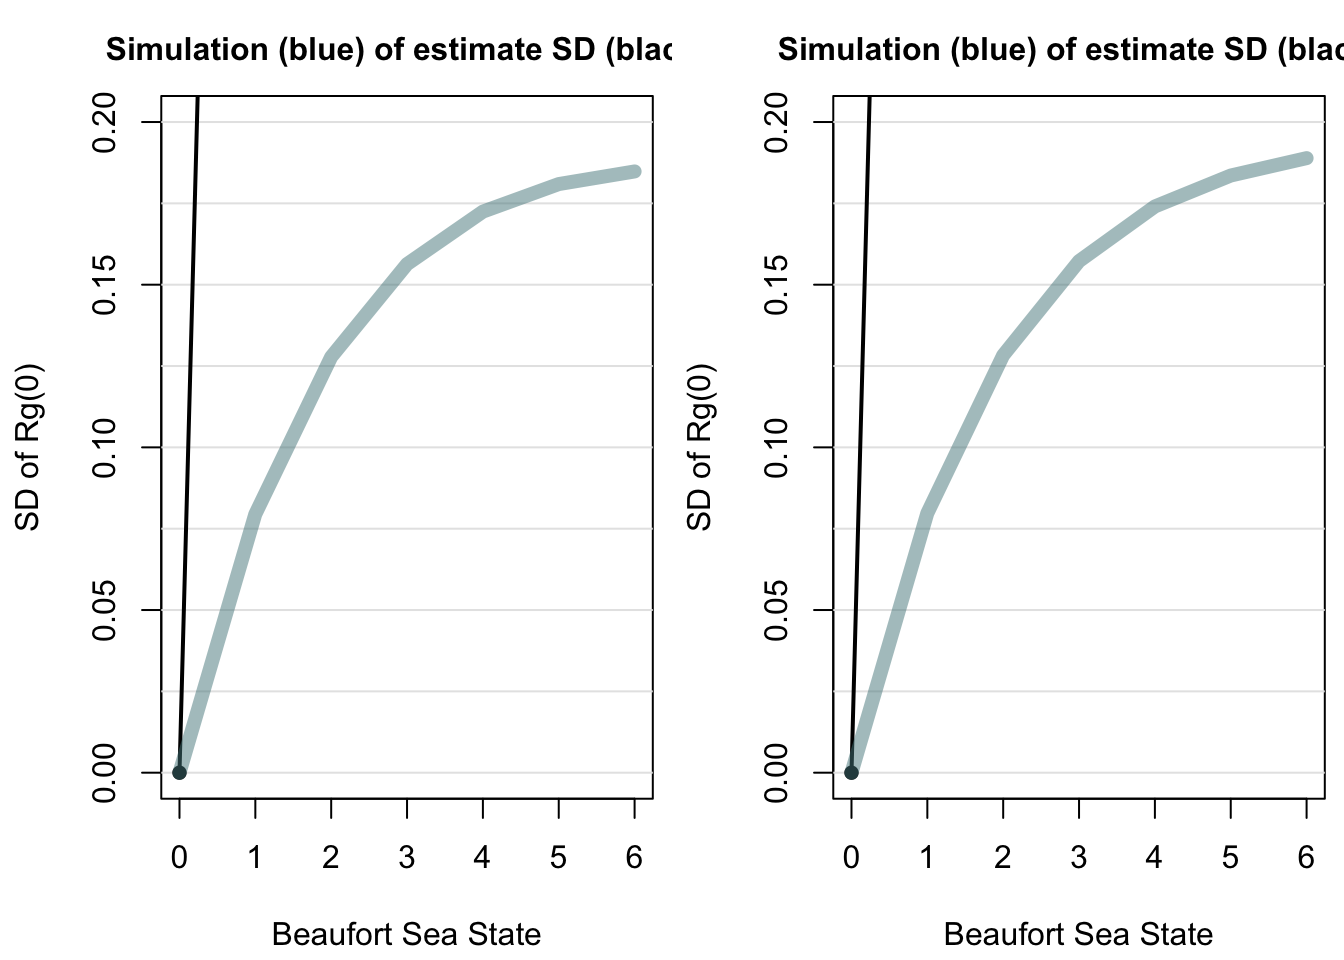 Simulation (blue) of estimate SD (blac
0.20
0.15
0.10
0.05
0.00
SD of Rg(0)
0 1 2 3 4 5 6
Beaufort Sea State
Simulation (blue) of estimate SD (blac
0.20
0.15
0.10
0.05
0.00
SD of Rg(0)
0 1 2 3 4 5 6
Beaufort Sea State